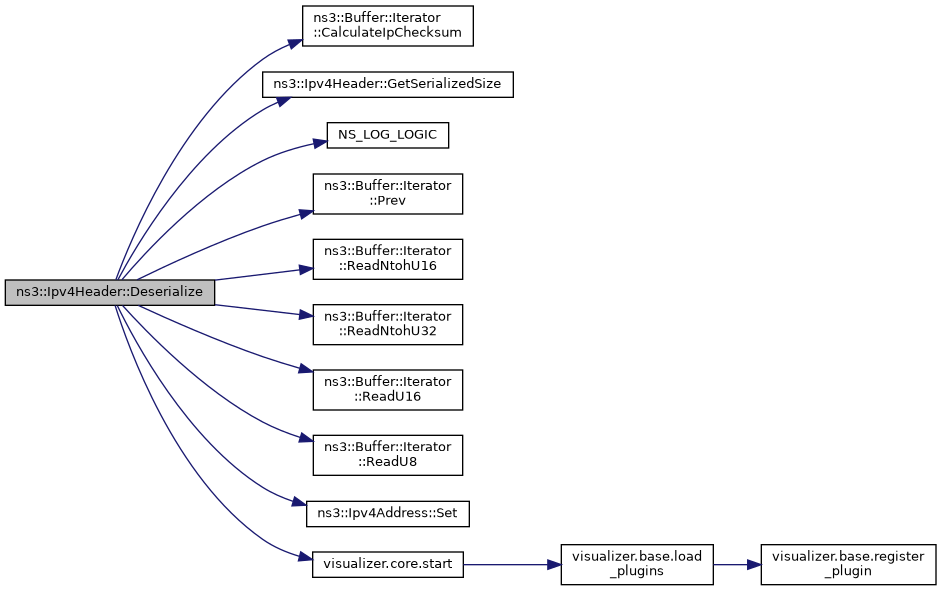 ns3::Buffer::Iterator
::CalculateIpChecksum
ns3::Ipv4Header::GetSerializedSize
NS_LOG_LOGIC
ns3::Buffer::Iterator
::Prev
ns3::Buffer::Iterator
::ReadNtohU16
ns3::Ipv4Header::Deserialize
ns3::Buffer::Iterator
::ReadNtohU32
ns3::Buffer::Iterator
::ReadU16
ns3::Buffer::Iterator
::ReadU8
ns3::Ipv4Address::Set
visualizer.core.start
visualizer.base.load
_plugins
visualizer.base.register
_plugin